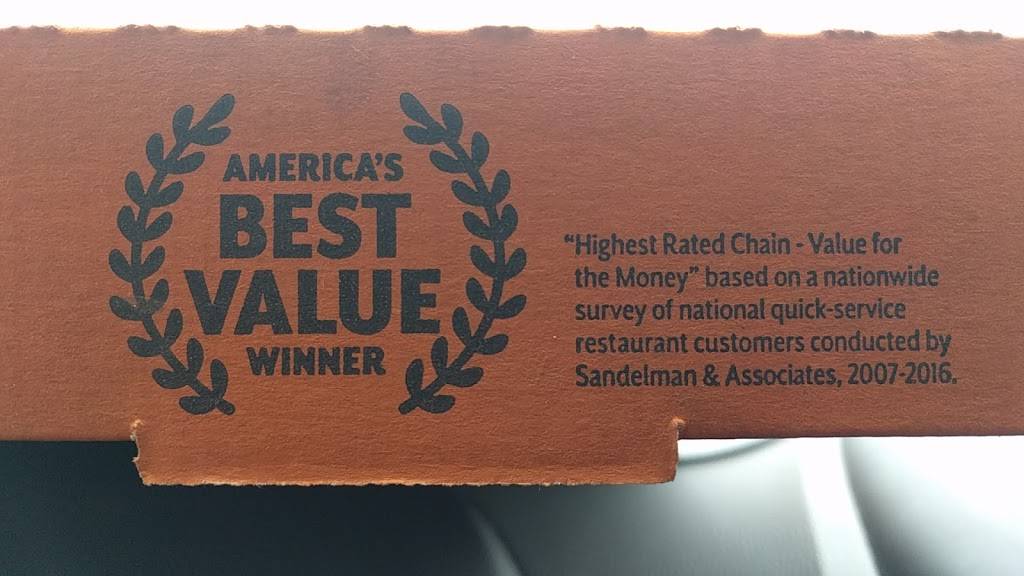 AMERICA'S
BEST
VALUE
WINNER
“Highest Rated Chain - Value for
the Money” based on a nationwide
survey of national quick-service
restaurant customers conducted by
Sandelman & Associates, 2007-2016.